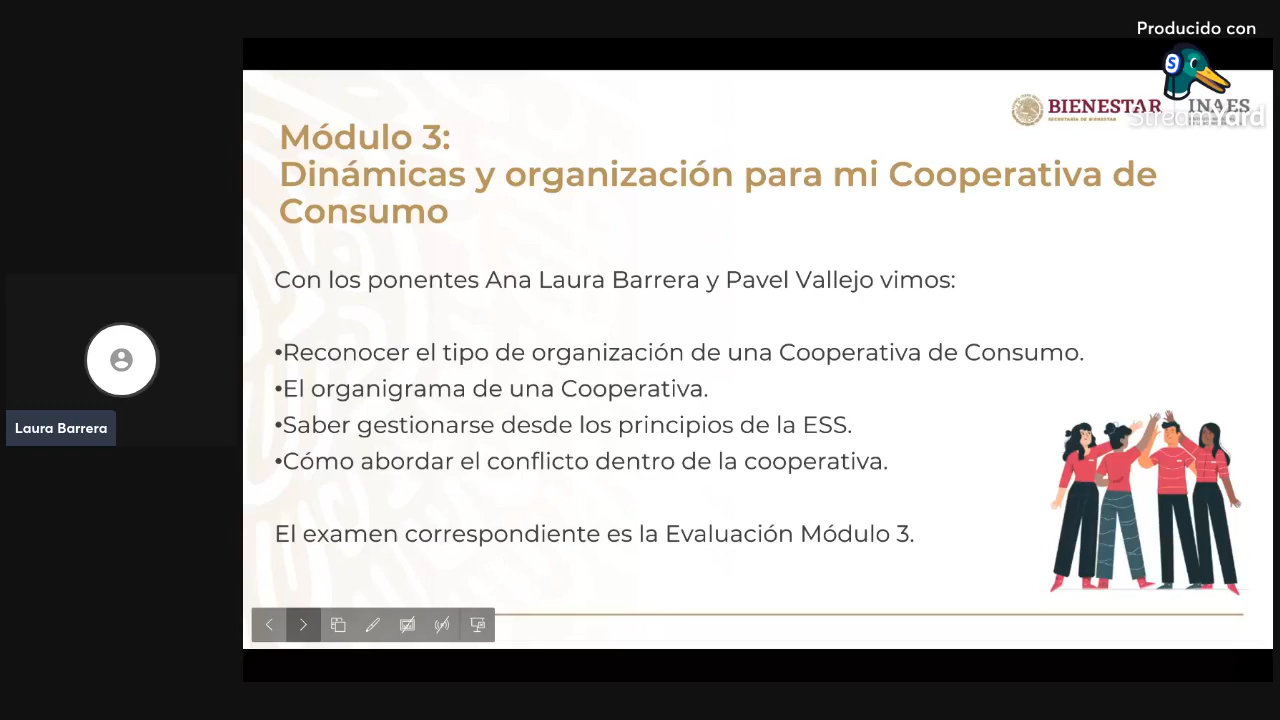 Producido con
StreamYard
BIENESTAR
SECRETARÍA DE BIENESTAR
INAES
Módulo 3:
Dinámicas y organización para mi Cooperativa de
Consumo
Con los ponentes Ana Laura Barrera y Pavel Vallejo vimos:
•Reconocer el tipo de organización de una Cooperativa de Consumo.
•El organigrama de una Cooperativa.
•Saber gestionarse desde los principios de la ESS.
•Cómo abordar el conflicto dentro de la cooperativa.
El examen correspondiente es la Evaluación Módulo 3.
Laura Barrera